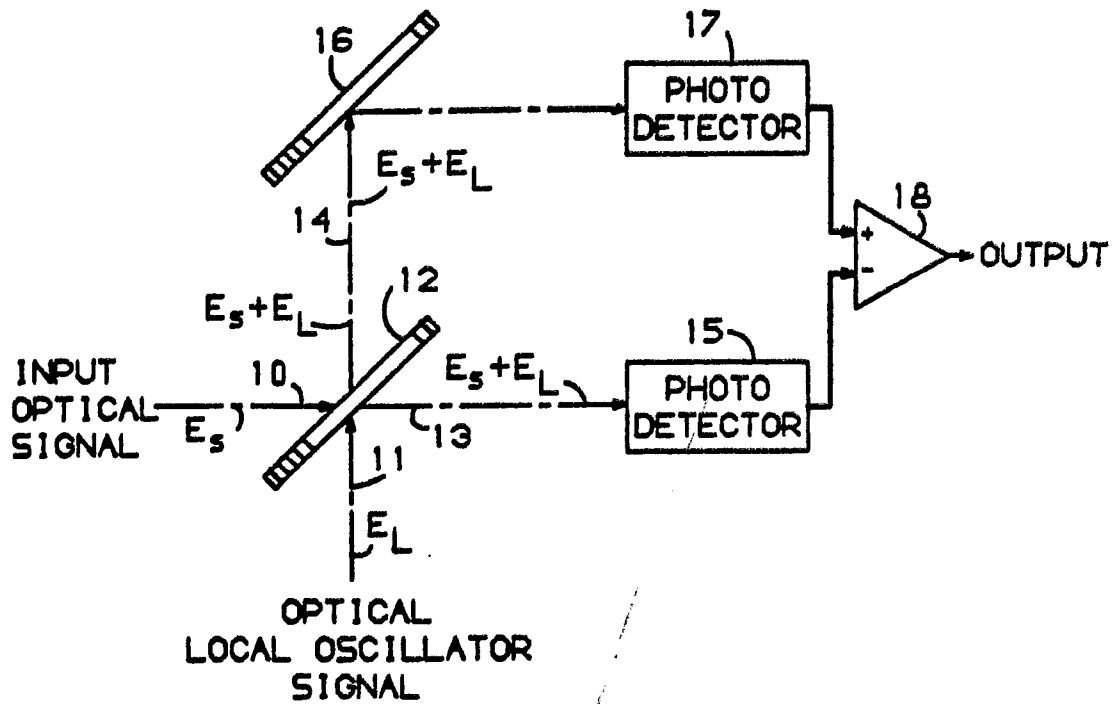 16
17
PHOTO
DETECTOR
Es+EL
14
18
+
-
OUTPUT
12
Es+EL
15
PHOTO
DETECTOR
Es+EL
INPUT
OPTICAL
SIGNAL
10
Es
13
11
EL
OPTICAL
LOCAL OSCILLATOR
SIGNAL